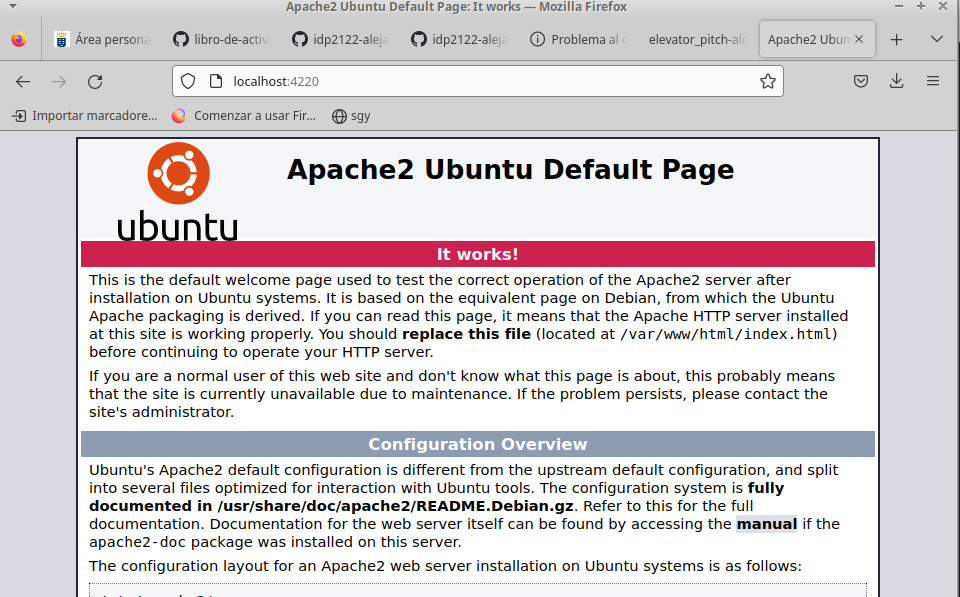 Apache2 Ubuntu Default Page: It works — Mozilla Firefox
Área persona
libro-de-activi
idp2122-aleja
idp2122-aleja
Problema al c
elevator_pitch-ale
Apache2 Ubun
localhost:4220
Importar marcadore...
Comenzar a usar Fir...
sgy
ubuntu
Apache2 Ubuntu Default Page
It works!
This is the default welcome page used to test the correct operation of the Apache2 server after
installation on Ubuntu systems. It is based on the equivalent page on Debian, from which the Ubuntu
Apache packaging is derived. If you can read this page, it means that the Apache HTTP server installed
at this site is working properly. You should replace this file (located at /var/www/html/index.html)
before continuing to operate your HTTP server.
If you are a normal user of this web site and don't know what this page is about, this probably means
that the site is currently unavailable due to maintenance. If the problem persists, please contact the
site's administrator.
Configuration Overview
Ubuntu's Apache2 default configuration is different from the upstream default configuration, and split
into several files optimized for interaction with Ubuntu tools. The configuration system is fully
documented in /usr/share/doc/apache2/README.Debian.gz. Refer to this for the full
documentation. Documentation for the web server itself can be found by accessing the manual if the
apache2-doc package was installed on this server.
The configuration layout for an Apache2 web server installation on Ubuntu systems is as follows: